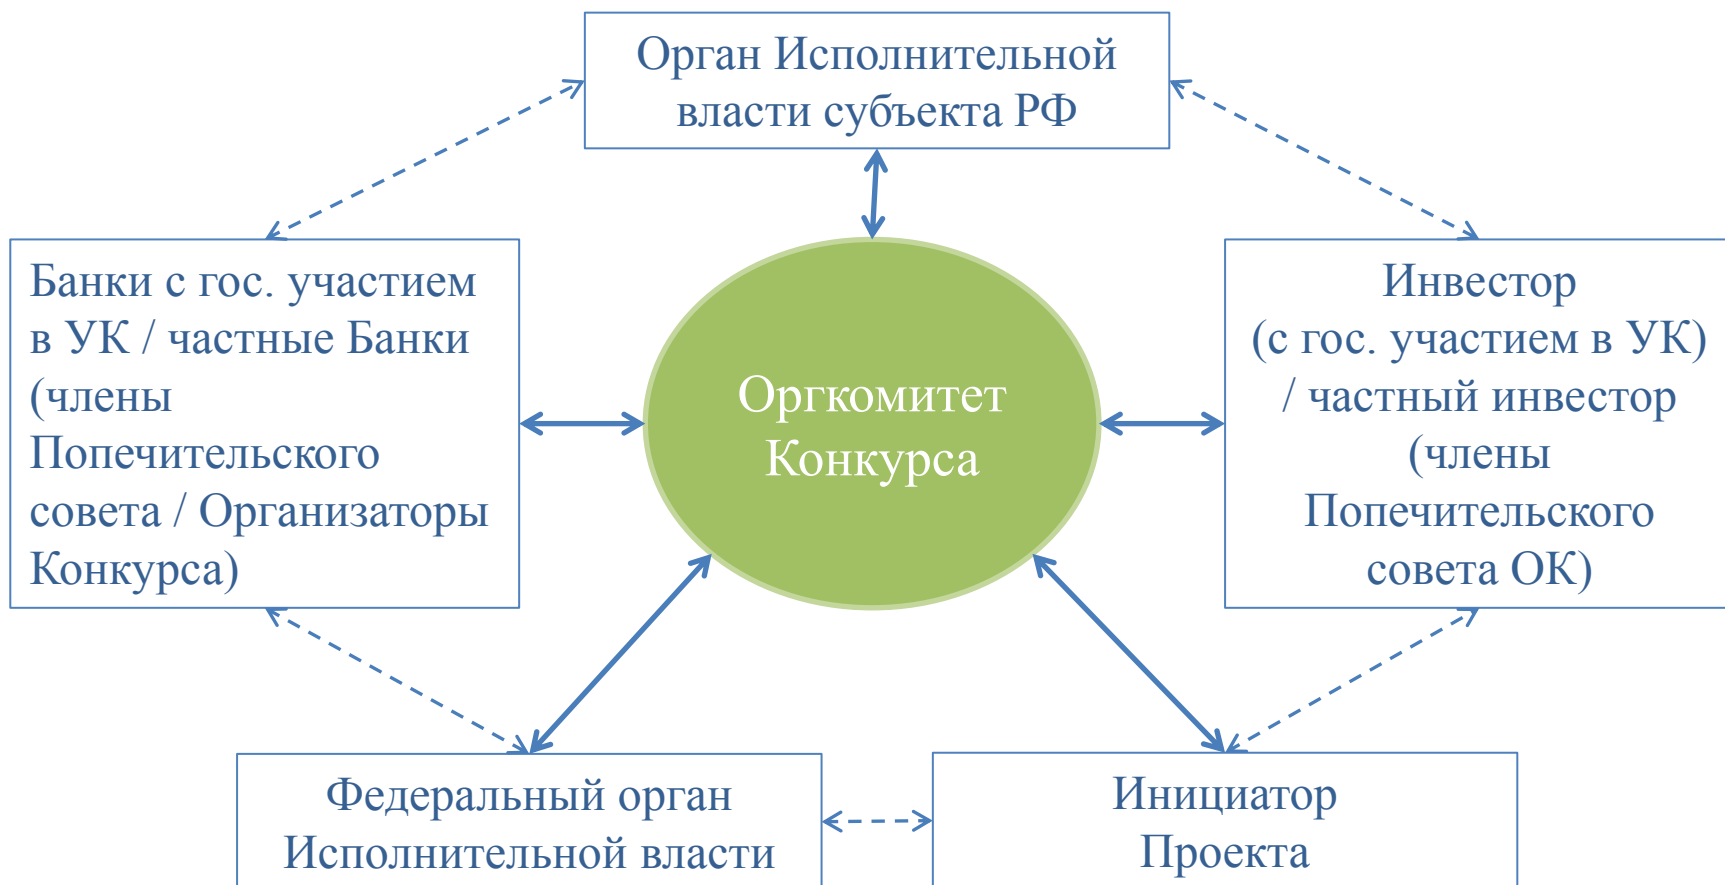 Орган Исполнительной
власти субъекта РФ
Банки с гос. участием
в УК / частные Банки
(члены
Попечительского
совета / Организаторы
Конкурса)
Оргкомитет
Конкурса
Инвестор
(с гос. участием в УК)
/ частный инвестор
(члены
Попечительского
совета ОК)
Федеральный орган
Исполнительной власти
Инициатор
Проекта